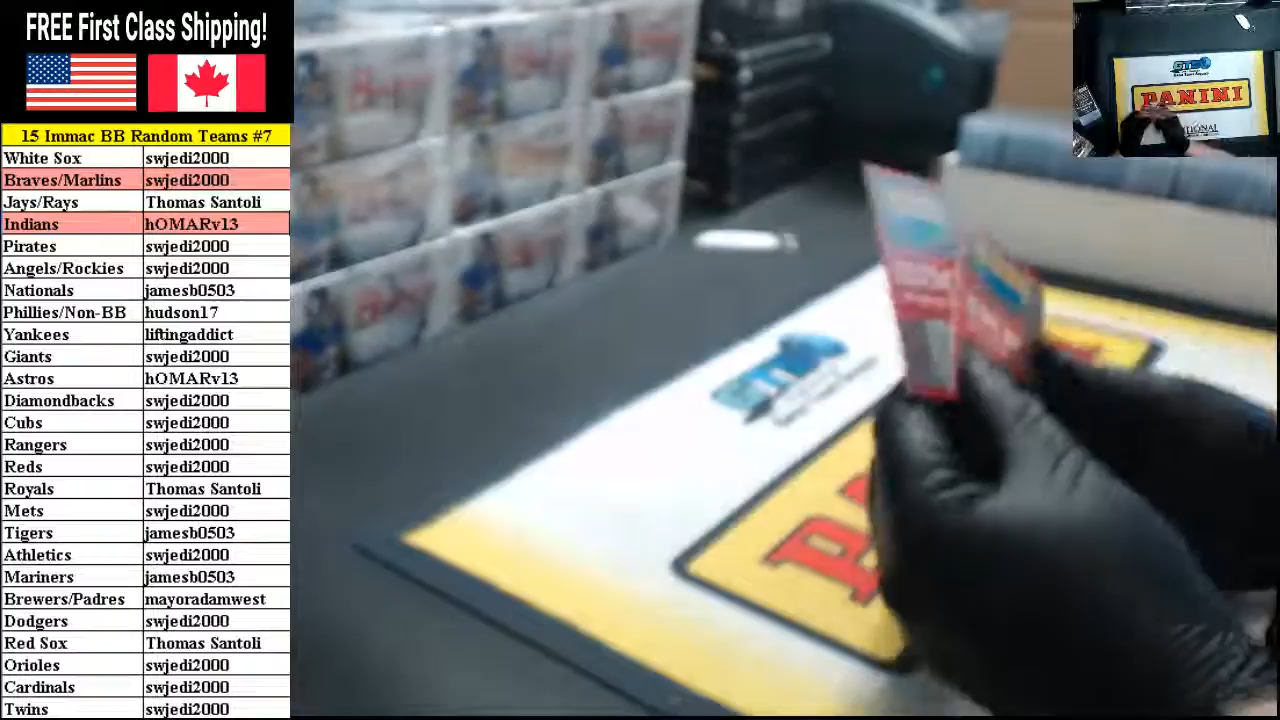 FREE First Class Shipping!
15 Immac BB Random Teams #7
White Sox swjedi2000
Braves/Marlins swjedi2000
Jays/Rays Thomas Santoli
Indians hOMARv13
Pirates swjedi2000
Angels/Rockies swjedi2000
Nationals jamesb0503
Phillies/Non-BB hudson17
Yankees liftingaddict
Giants swjedi2000
Astros hOMARv13
Diamondbacks swjedi2000
Cubs swjedi2000
Rangers swjedi2000
Reds swjedi2000
Royals Thomas Santoli
Mets swjedi2000
Tigers jamesb0503
Athletics swjedi2000
Mariners jamesb0503
Brewers/Padres mayoradamwest
Dodgers swjedi2000
Red Sox Thomas Santoli
Orioles swjedi2000
Cardinals swjedi2000
Twins swjedi2000
PANINI